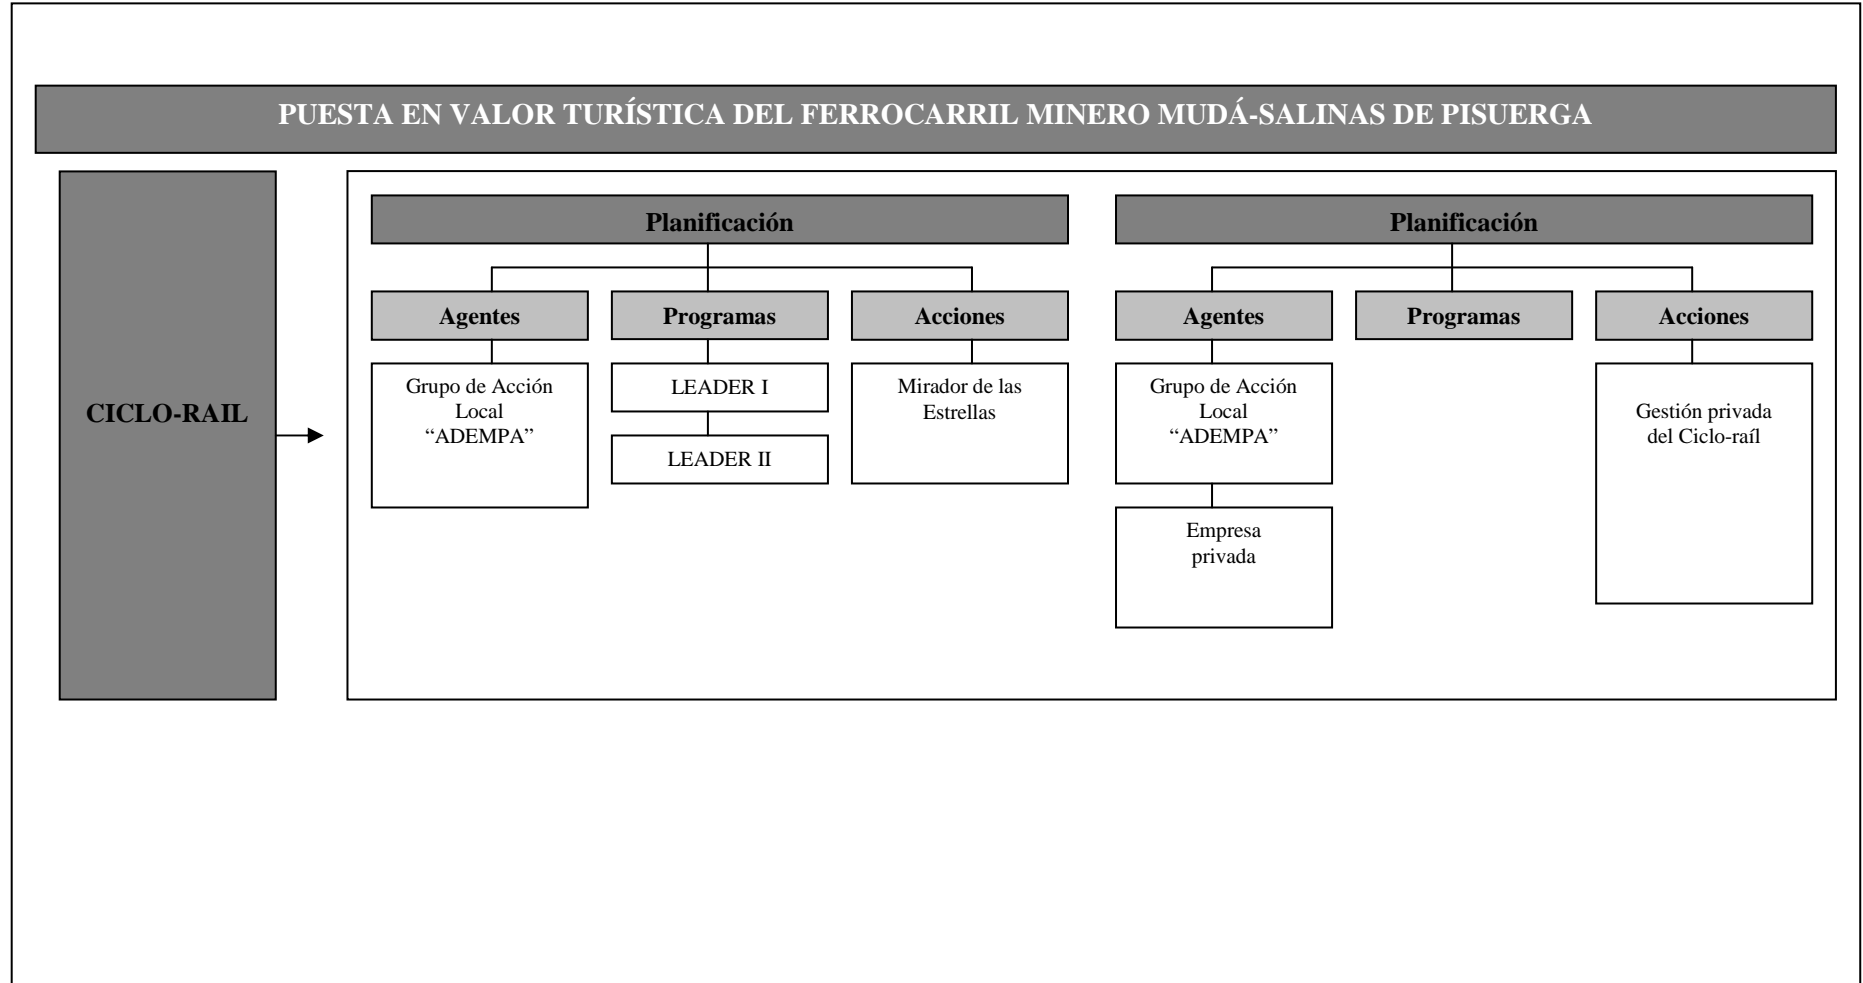 PUESTA EN VALOR TURÍSTICA DEL FERROCARRIL MINERO MUDÁ-SALINAS DE PISUERGA
CICLO-RAIL
Planificación
Agentes
Programas
Acciones
Grupo de Acción
Local
“ADEMPA”
LEADER I
LEADER II
Mirador de las
Estrellas
Planificación
Agentes
Programas
Acciones
Grupo de Acción
Local
“ADEMPA”
Empresa
privada
Gestión privada
del Ciclo-raíl